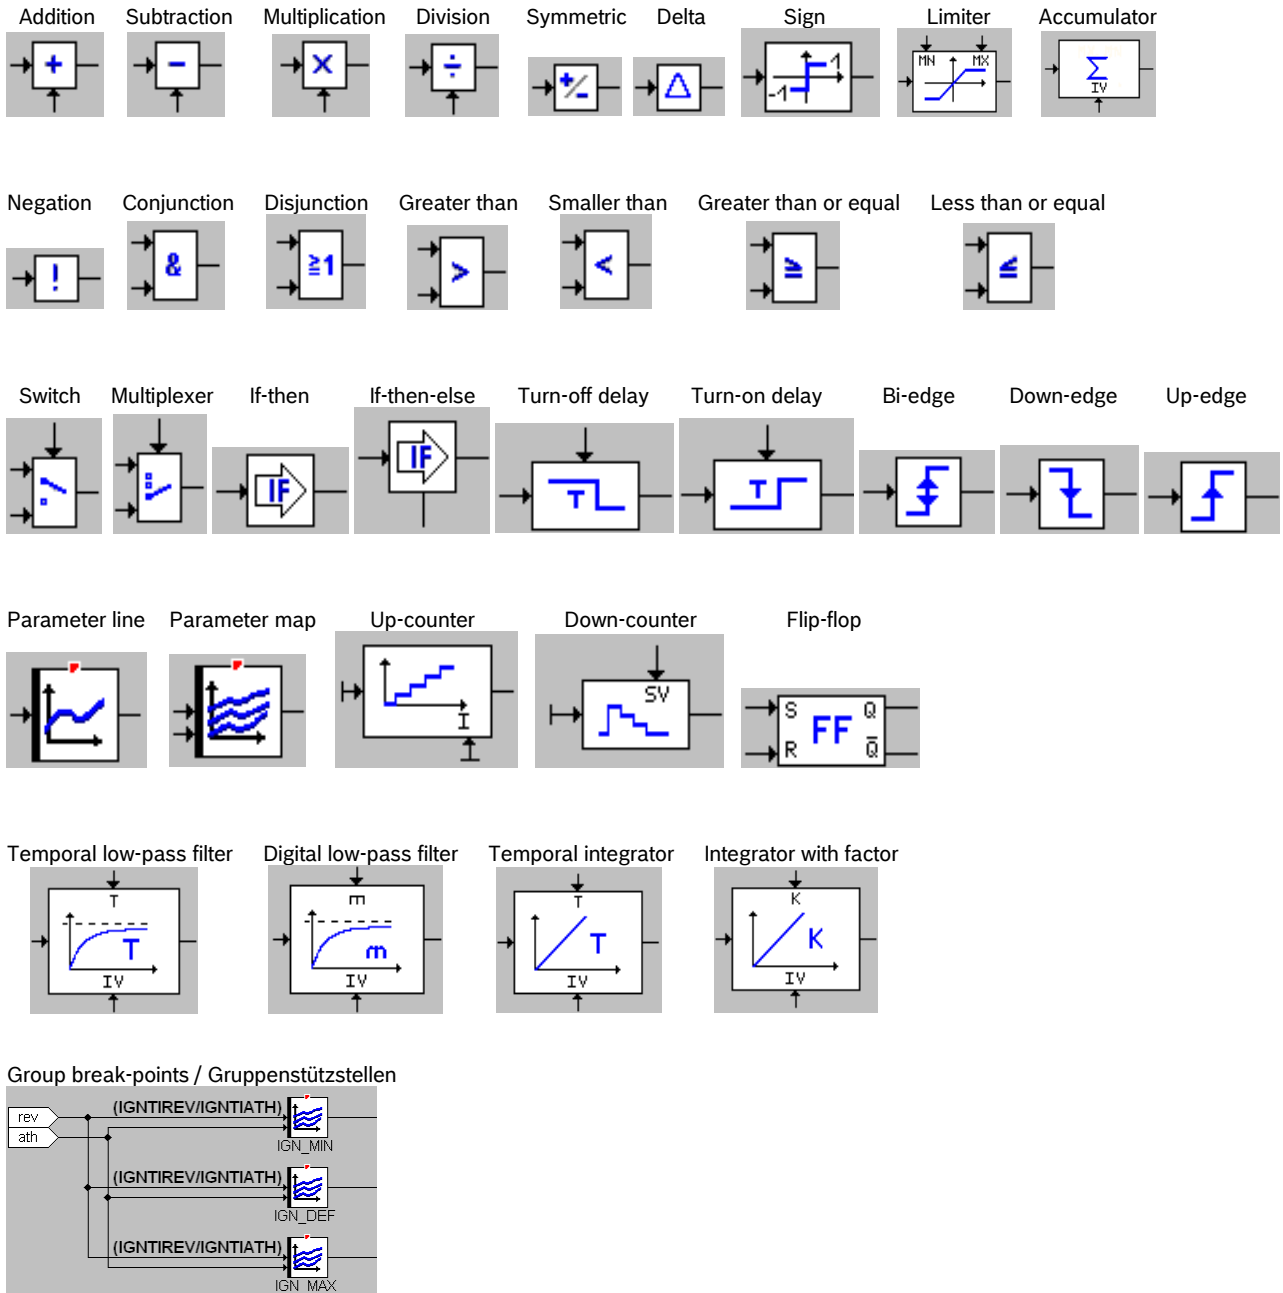 Addition Subtraction Multiplication Division Symmetric Delta Sign Limiter Accumulator
+ − × ÷ +/− Δ 1 -1 MN MX Σ IV
Negation Conjunction Disjunction Greater than Smaller than Greater than or equal Less than or equal
! & ≧1 > < ≧ ≦
Switch Multiplexer If-then If-then-else Turn-off delay Turn-on delay Bi-edge Down-edge Up-edge
IF IF T T
Parameter line Parameter map Up-counter Down-counter Flip-flop
I SV S Q FF R Q̅
Temporal low-pass filter Digital low-pass filter Temporal integrator Integrator with factor
T m T K
T m T K
IV IV IV IV
Group break-points / Gruppenstützstellen
rev (IGNTIREV/IGNTIATH)
ath
IGN_MIN
(IGNTIREV/IGNTIATH)
IGN_DEF
(IGNTIREV/IGNTIATH)
IGN_MAX